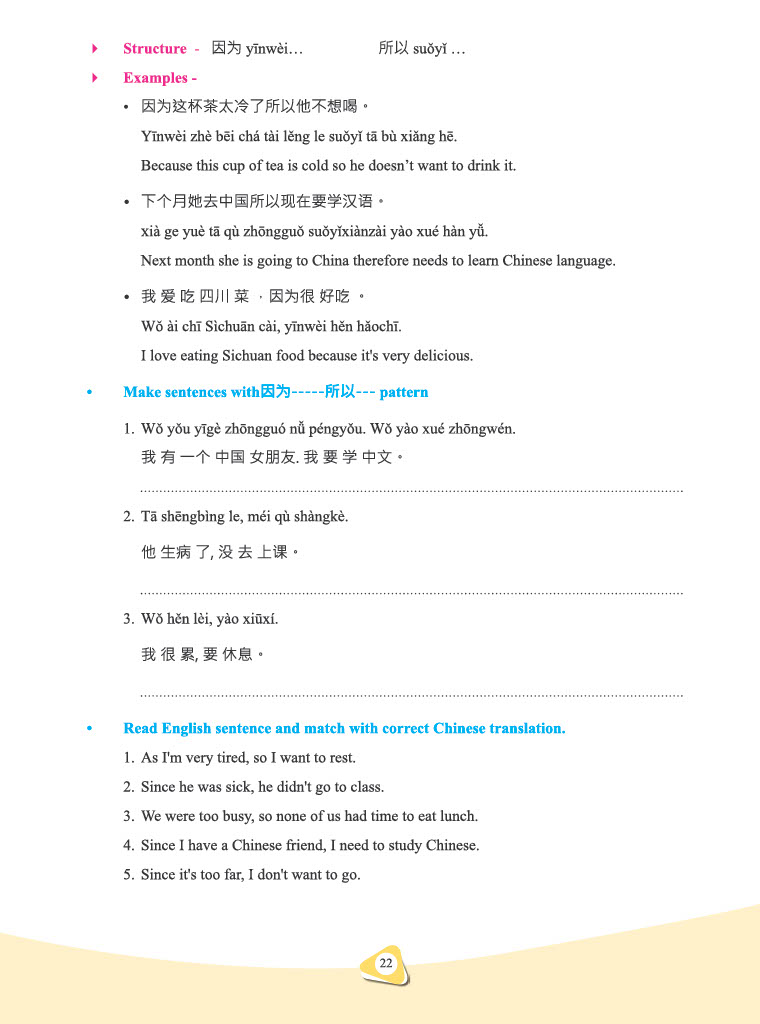 Structure - 因为 yīnwèi… 所以 suǒyǐ …
Examples -
• 因为这杯茶太冷了所以他不想喝。
Yīnwèi zhè bēi chá tài lěng le suǒyǐ tā bù xiǎng hē.
Because this cup of tea is cold so he doesn’t want to drink it.
• 下个月她去中国所以现在要学汉语。
xià ge yuè tā qù zhōngguǒ suǒyǐxiànzài yào xué hàn yǚ.
Next month she is going to China therefore needs to learn Chinese language.
• 我 爱 吃 四川 菜 ，因为很 好吃 。
Wǒ ài chī Sìchuān cài, yīnwèi hěn hǎochī.
I love eating Sichuan food because it's very delicious.
• Make sentences with因为-----所以--- pattern
1. Wǒ yǒu yīgè zhōngguó nǚ péngyǒu. Wǒ yào xué zhōngwén.
我 有 一个 中国 女朋友. 我 要 学 中文。
2. Tā shēngbìng le, méi qù shàngkè.
他 生病 了, 没 去 上课。
3. Wǒ hěn lèi, yào xiūxí.
我 很 累, 要 休息。
• Read English sentence and match with correct Chinese translation.
1. As I'm very tired, so I want to rest.
2. Since he was sick, he didn't go to class.
3. We were too busy, so none of us had time to eat lunch.
4. Since I have a Chinese friend, I need to study Chinese.
5. Since it's too far, I don't want to go.
22